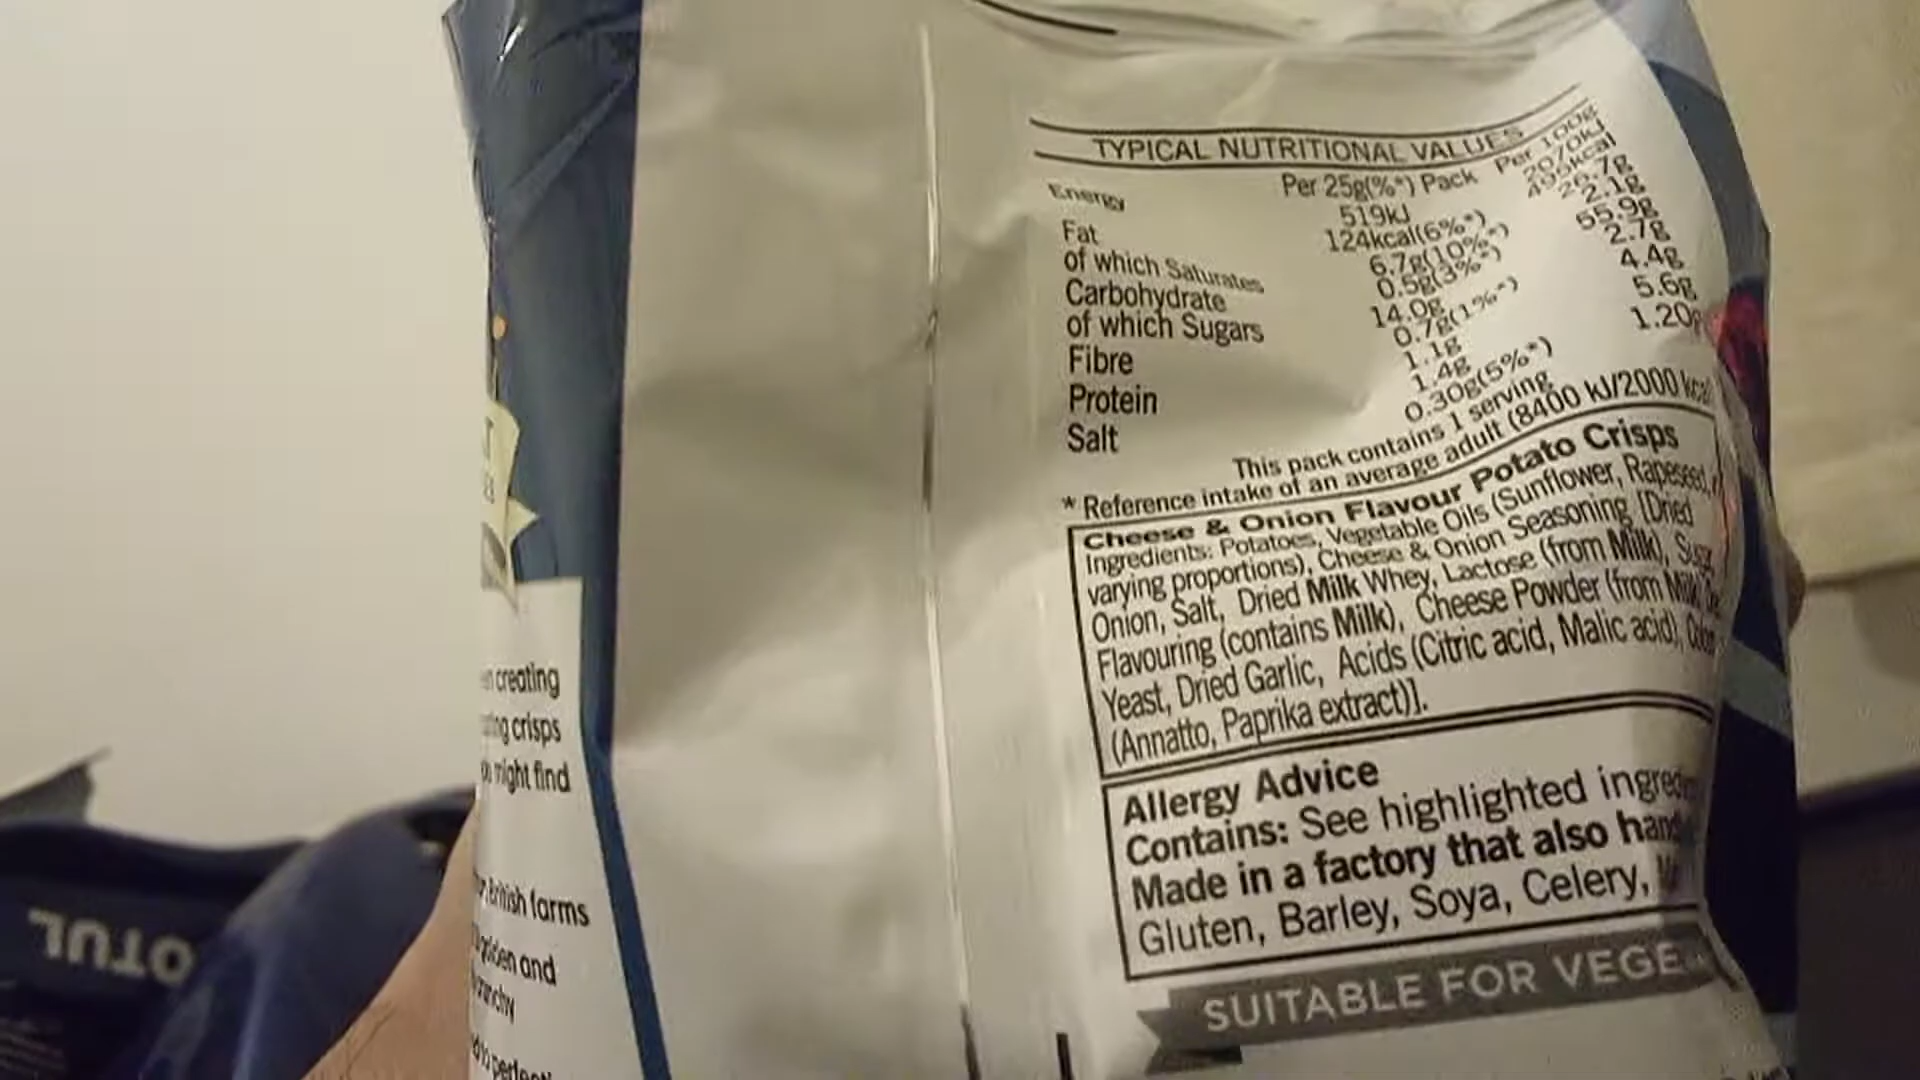 TYPICAL NUTRITIONAL VALUES
Per 25g(%*) Pack Per 100g
Energy 519kJ 2070kJ
124kcal(6%*) 495kcal
Fat 6.7g(10%*) 26.7g
of which Saturates 0.5g(3%*) 2.1g
Carbohydrate 14.0g 55.9g
of which Sugars 0.7g(1%*) 2.7g
Fibre 1.1g 4.4g
Protein 1.4g 5.6g
Salt 0.30g(5%*) 1.20g
This pack contains 1 serving
* Reference intake of an average adult (8400 kJ/2000 kcal
Cheese & Onion Flavour Potato Crisps
Ingredients: Potatoes, Vegetable Oils (Sunflower, Rapeseed,
varying proportions), Cheese & Onion Seasoning [Dried
Onion, Salt, Dried Milk Whey, Lactose (from Milk), Sugar,
Flavouring (contains Milk), Cheese Powder (from Milk),
Yeast, Dried Garlic, Acids (Citric acid, Malic acid),
(Annatto, Paprika extract)].
Allergy Advice
Contains: See highlighted
Made in a factory that also
Gluten, Barley, Soya, Celery,
SUITABLE FOR
creating
crisps
might find
British farms
golden and
crunchy
OTUL